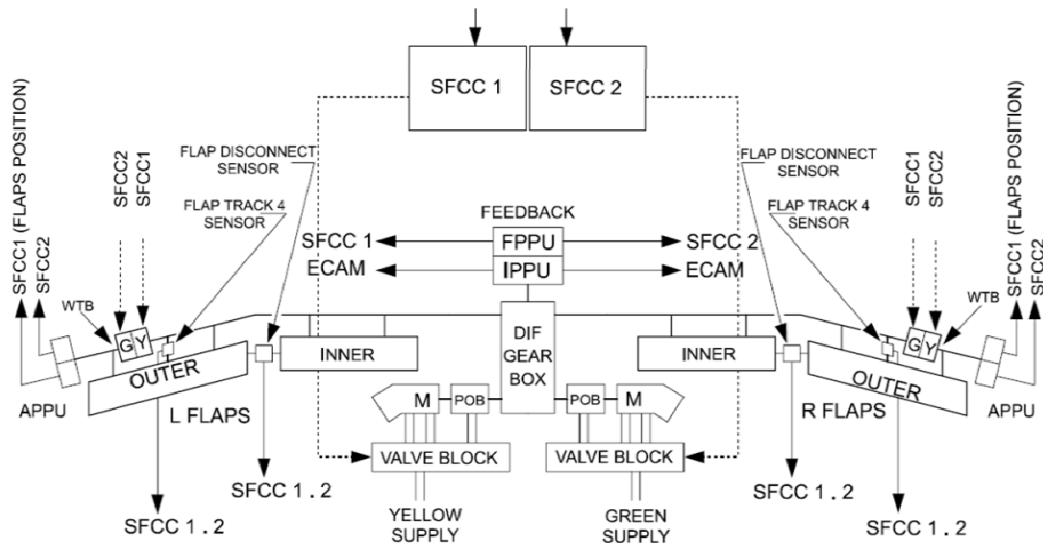 SFCC 1
SFCC 2
SFCC1 (FLAPS POSITION)
SFCC2
SFCC2
SFCC1
FLAP DISCONNECT
SENSOR
FLAP TRACK 4
SENSOR
FEEDBACK
SFCC 1
FPPU
SFCC 2
ECAM
IPPU
ECAM
FLAP DISCONNECT
SENSOR
FLAP TRACK 4
SENSOR
SFCC1
SFCC2
SFCC1 (FLAPS POSITION)
SFCC2
WTB
G Y
OUTER
INNER
DIF
GEAR
BOX
INNER
G Y
WTB
OUTER
APPU
L FLAPS
M
POB
POB
M
R FLAPS
APPU
VALVE BLOCK
VALVE BLOCK
SFCC 1 . 2
SFCC 1 . 2
YELLOW
SUPPLY
GREEN
SUPPLY
SFCC 1 . 2
SFCC 1 . 2